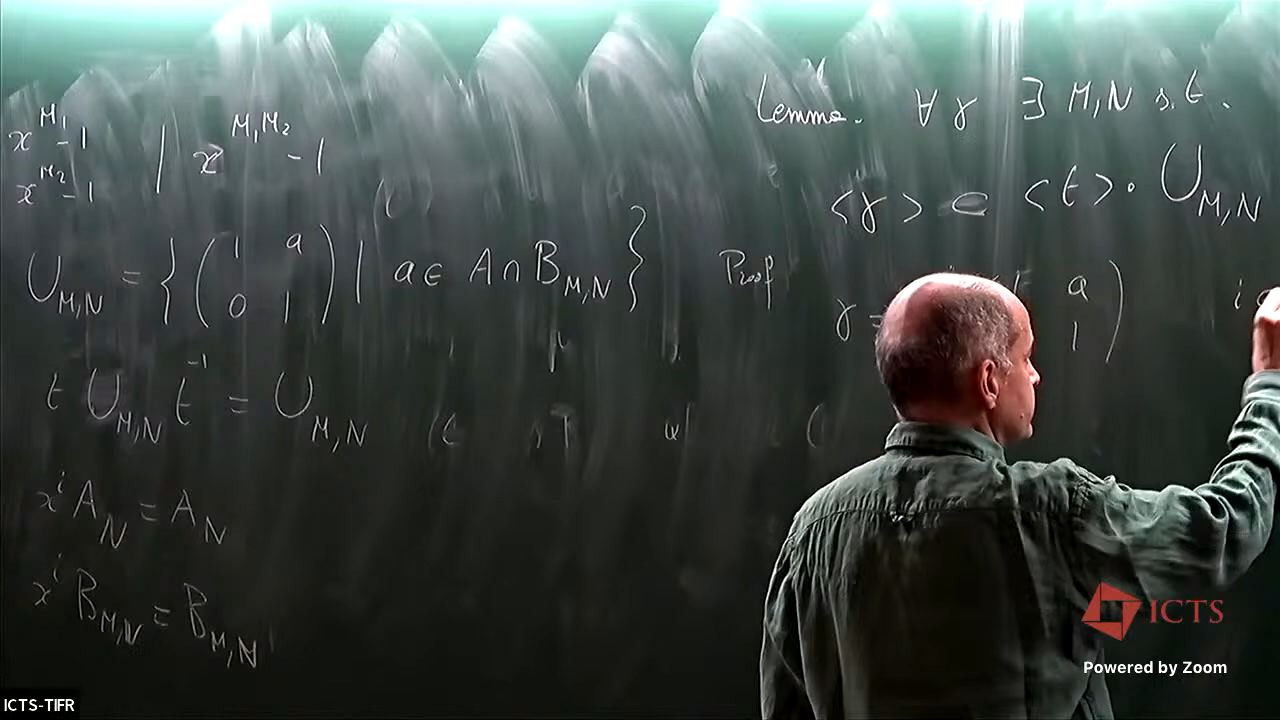 x^{M_1} - 1
x^{M_2} - 1 | x^{M_1 M_2} - 1
U_{M,N} = { ( 1 a
0 1 ) | a ∈ A ∩ B_{M,N} }
t U_{M,N} t^{-1} = U_{M,N}
x^i A_N = A_N
x^i B_{M,N} = B_{M,N}
Lemma. ∀ γ ∃ M,N s.t.
<γ> ⊂ <t> · U_{M,N}
Proof γ = a
1 )
ICTS
Powered by Zoom
ICTS-TIFR